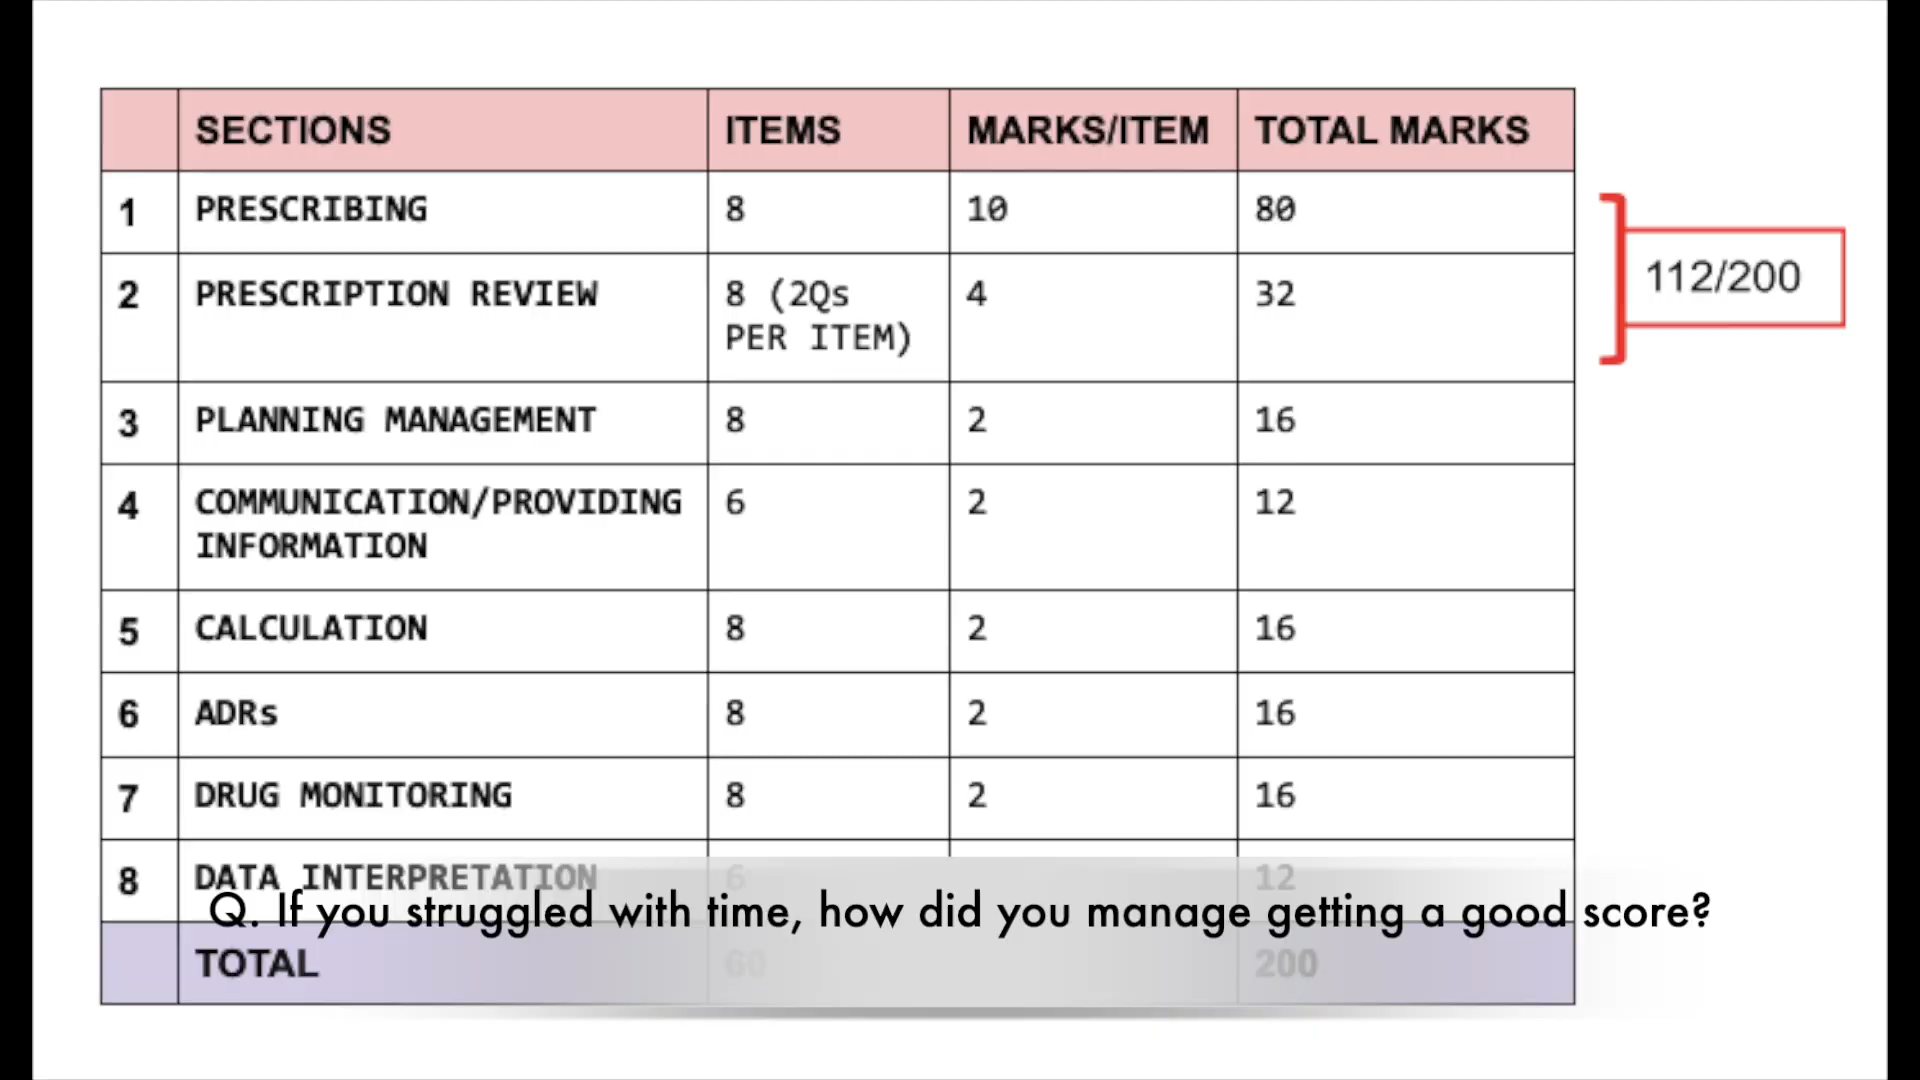 SECTIONS ITEMS MARKS/ITEM TOTAL MARKS
1 PRESCRIBING 8 10 80
112/200
2 PRESCRIPTION REVIEW 8 (2Qs 4 32
PER ITEM)
3 PLANNING MANAGEMENT 8 2 16
4 COMMUNICATION/PROVIDING 6 2 12
INFORMATION
5 CALCULATION 8 2 16
6 ADRs 8 2 16
7 DRUG MONITORING 8 2 16
8 DATA INTERPRETATION 6 12
Q. If you struggled with time, how did you manage getting a good score?
TOTAL 60 200